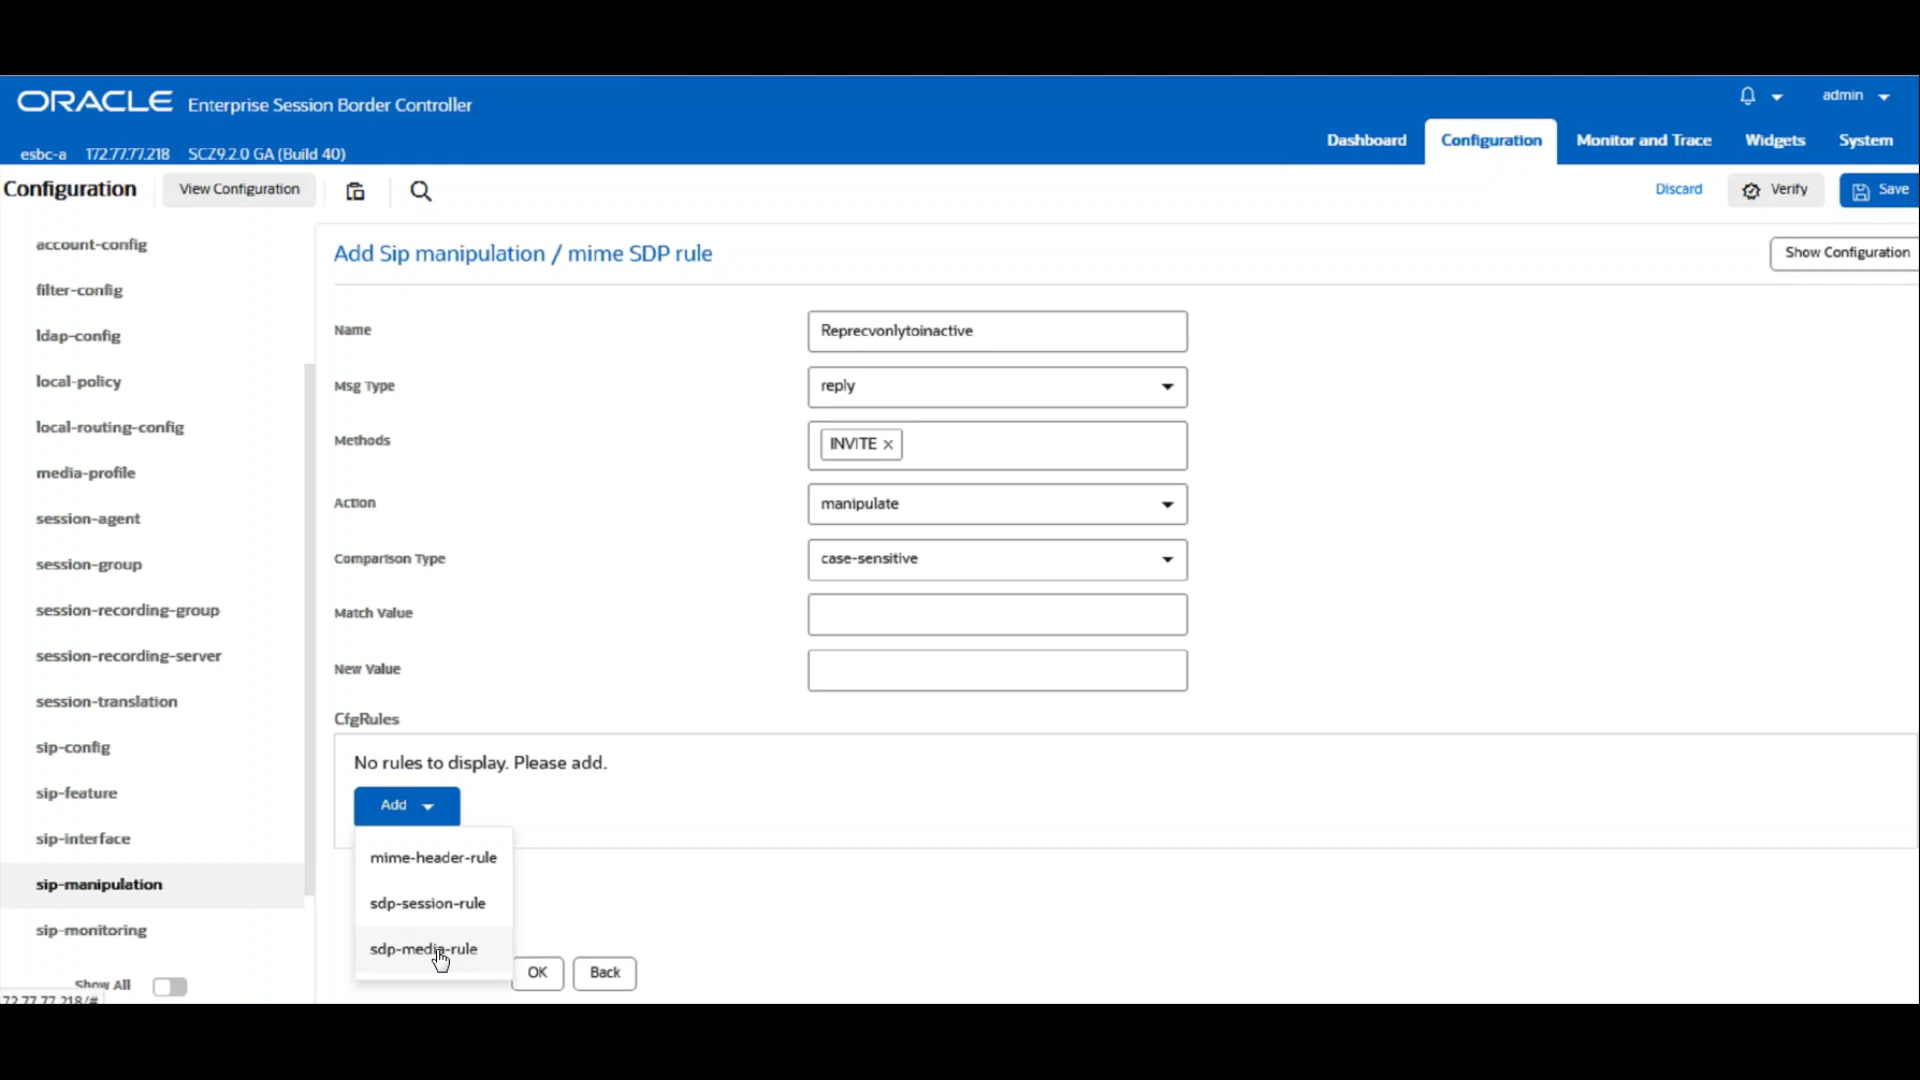 ORACLE Enterprise Session Border Controller
admin
esbc-a 172.77.77.218 SCZ9.2.0 GA (Build 40)
Dashboard Configuration Monitor and Trace Widgets System
Configuration View Configuration Discard Verify Save
account-config
filter-config
ldap-config
local-policy
local-routing-config
media-profile
session-agent
session-group
session-recording-group
session-recording-server
session-translation
sip-config
sip-feature
sip-interface
sip-manipulation
sip-monitoring
Show All
72.77.77.218/#
Add Sip manipulation / mime SDP rule
Show Configuration
Name Reprecvonlytoinactive
Msg Type reply
Methods INVITE ×
Action manipulate
Comparison Type case-sensitive
Match Value
New Value
CfgRules
No rules to display. Please add.
Add
mime-header-rule
sdp-session-rule
sdp-media-rule
OK Back